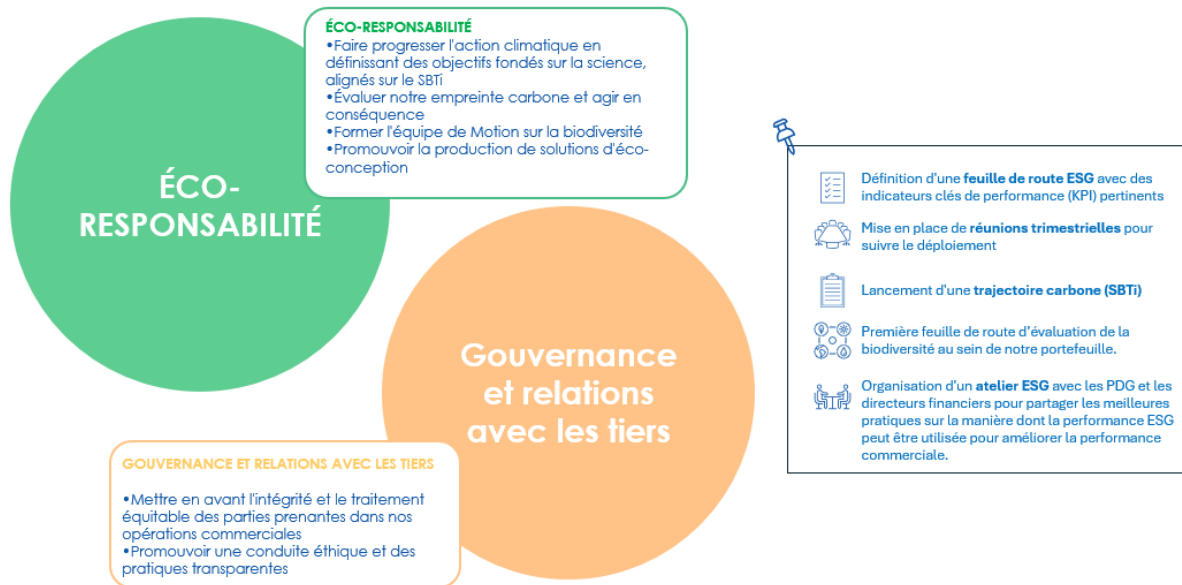 ÉCO-RESPONSABILITÉ
•Faire progresser l'action climatique en
définissant des objectifs fondés sur la science,
alignés sur le SBTi
•Évaluer notre empreinte carbone et agir en
conséquence
•Former l'équipe de Motion sur la biodiversité
•Promouvoir la production de solutions d'éco-
conception
ÉCO-
RESPONSABILITÉ
Gouvernance
et relations
avec les tiers
GOUVERNANCE ET RELATIONS AVEC LES TIERS
•Mettre en avant l'intégrité et le traitement
équitable des parties prenantes dans nos
opérations commerciales
•Promouvoir une conduite éthique et des
pratiques transparentes
Définition d'une feuille de route ESG avec des
indicateurs clés de performance (KPI) pertinents
Mise en place de réunions trimestrielles pour
suivre le déploiement
Lancement d'une trajectoire carbone (SBTi)
Première feuille de route d'évaluation de la
biodiversité au sein de notre portefeuille.
Organisation d'un atelier ESG avec les PDG et les
directeurs financiers pour partager les meilleures
pratiques sur la manière dont la performance ESG
peut être utilisée pour améliorer la performance
commerciale.